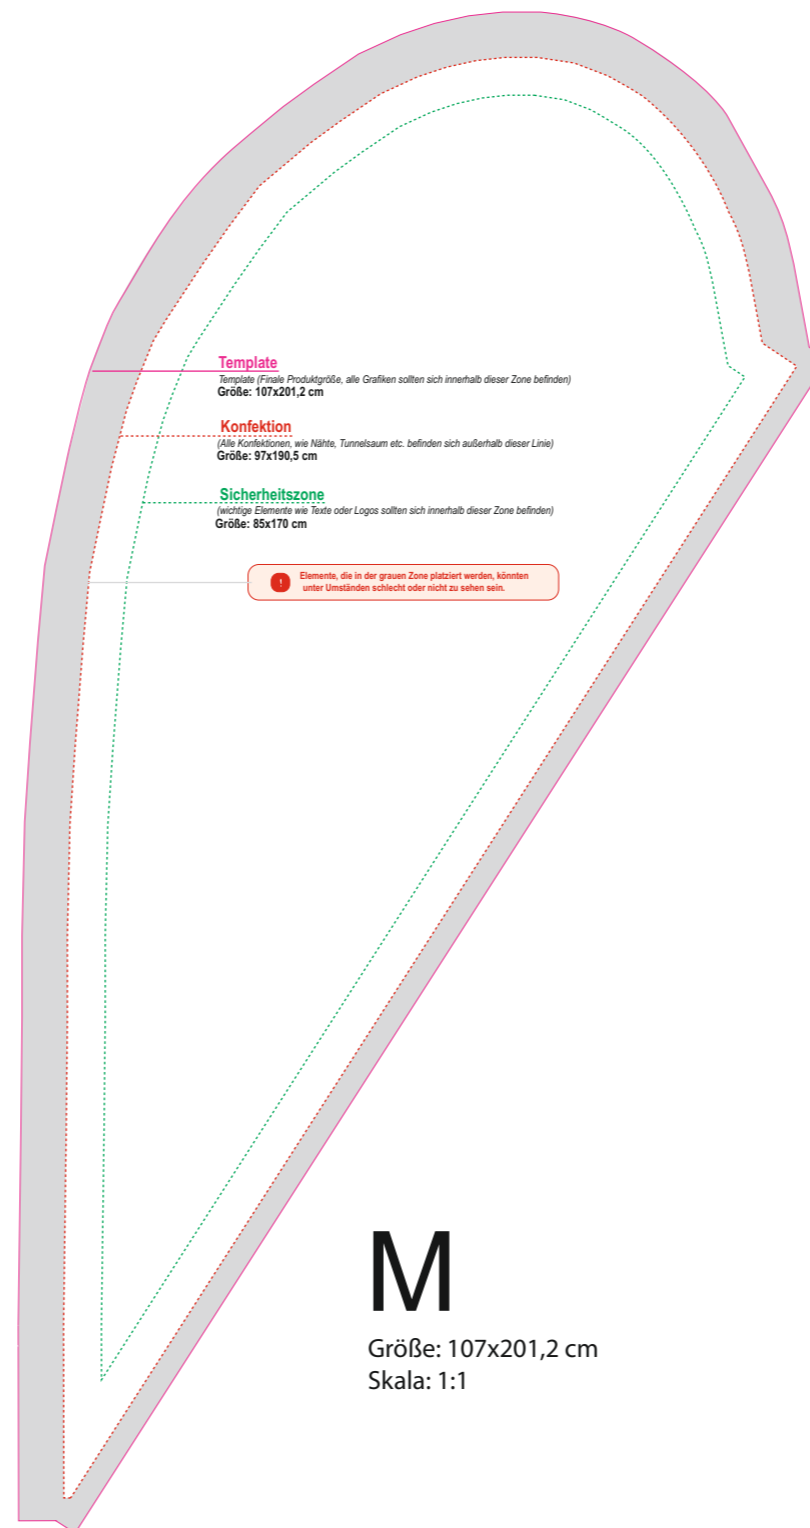 Template
Template (Finale Produktgröße, alle Grafiken sollten sich innerhalb dieser Zone befinden)
Größe: 107x201,2 cm
Konfektion
(Alle Konfektionen, wie Nähte, Tunnelsaum etc. befinden sich außerhalb dieser Linie)
Größe: 97x190,5 cm
Sicherheitszone
(wichtige Elemente wie Texte oder Logos sollten sich innerhalb dieser Zone befinden)
Größe: 85x170 cm
!
Elemente, die in der grauen Zone platziert werden, könnten
unter Umständen schlecht oder nicht zu sehen sein.
M
Größe: 107x201,2 cm
Skala: 1:1